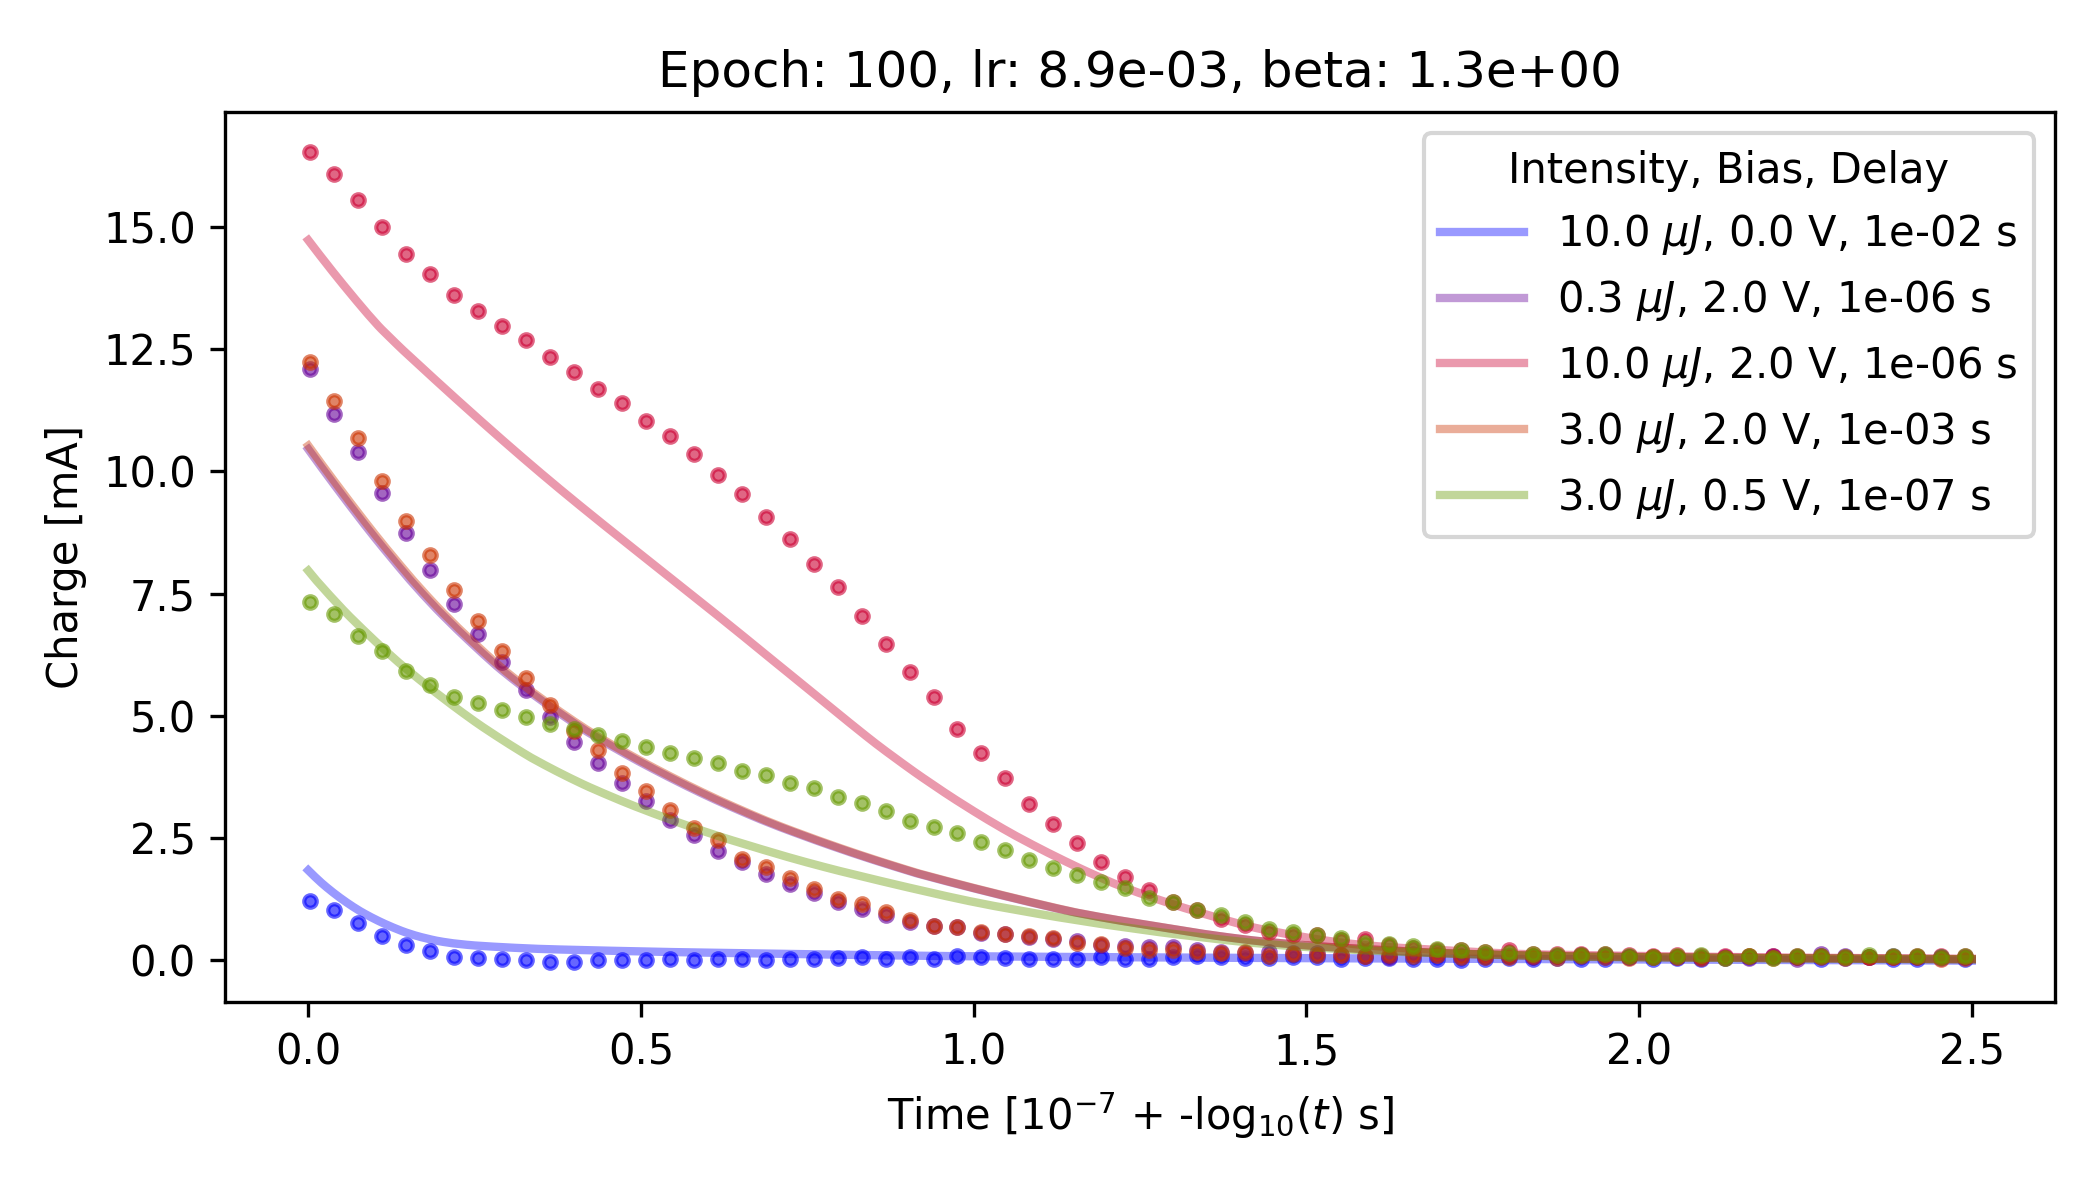 Epoch: 100, lr: 8.9e-03, beta: 1.3e+00
Charge [mA]
15.0
12.5
10.0
7.5
5.0
2.5
0.0
Intensity, Bias, Delay
10.0 μJ, 0.0 V, 1e-02 s
0.3 μJ, 2.0 V, 1e-06 s
10.0 μJ, 2.0 V, 1e-06 s
3.0 μJ, 2.0 V, 1e-03 s
3.0 μJ, 0.5 V, 1e-07 s
0.0 0.5 1.0 1.5 2.0 2.5
Time [10⁻⁷ + -log₁₀(t) s]